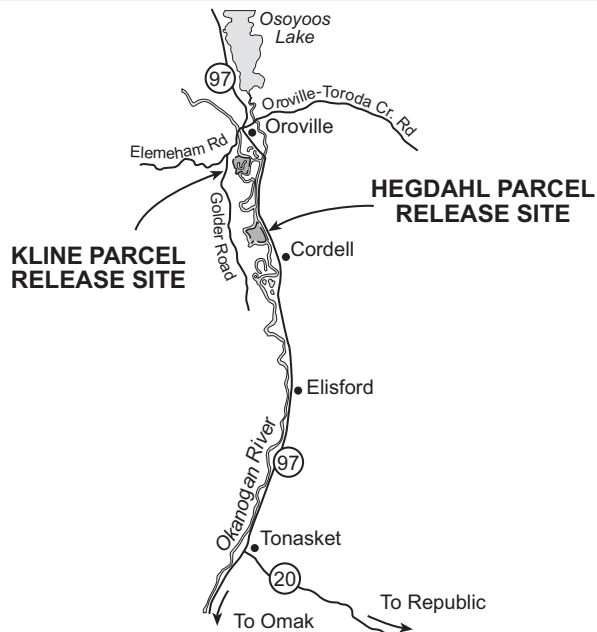 Osoyoos
Lake
97
Oroville-Toroda Cr. Rd
Oroville
Elemeham Rd
HEGDAHL PARCEL
RELEASE SITE
Golder Road
KLINE PARCEL
RELEASE SITE
Cordell
Elisford
Okanogan River
97
Tonasket
20
To Republic
To Omak